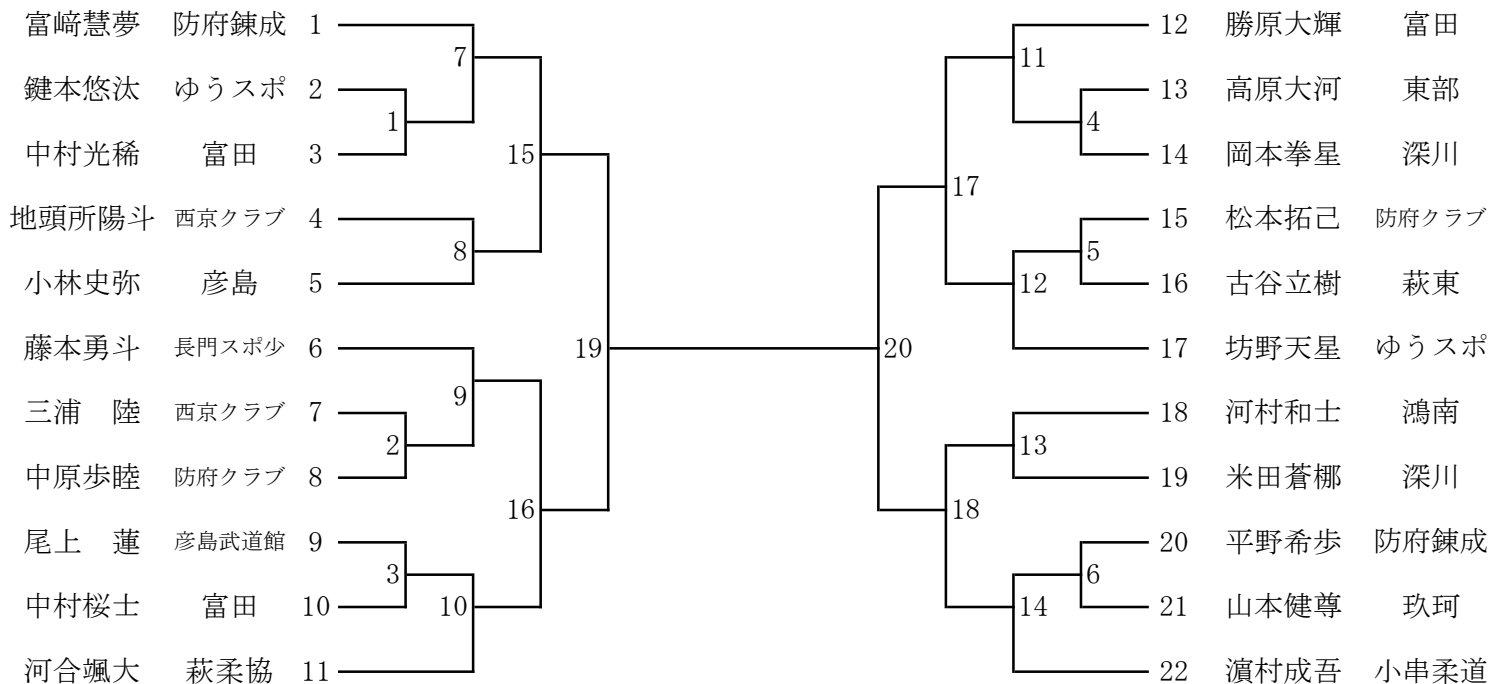 富﨑慧夢 防府錬成 1
鍵本悠汰 ゆうスポ 2
中村光稀 富田 3
地頭所陽斗 西京クラブ 4
小林史弥 彦島 5
藤本勇斗 長門スポ少 6
三浦 陸 西京クラブ 7
中原歩睦 防府クラブ 8
尾上 蓮 彦島武道館 9
中村桜士 富田 10
河合颯大 萩柔協 11
7
1
15
8
19
9
2
16
3
10
20
11
4
17
5
12
13
18
6
14
12 勝原大輝 富田
13 高原大河 東部
14 岡本拳星 深川
15 松本拓己 防府クラブ
16 古谷立樹 萩東
17 坊野天星 ゆうスポ
18 河村和士 鴻南
19 米田蒼梛 深川
20 平野希歩 防府錬成
21 山本健尊 玖珂
22 濵村成吾 小串柔道